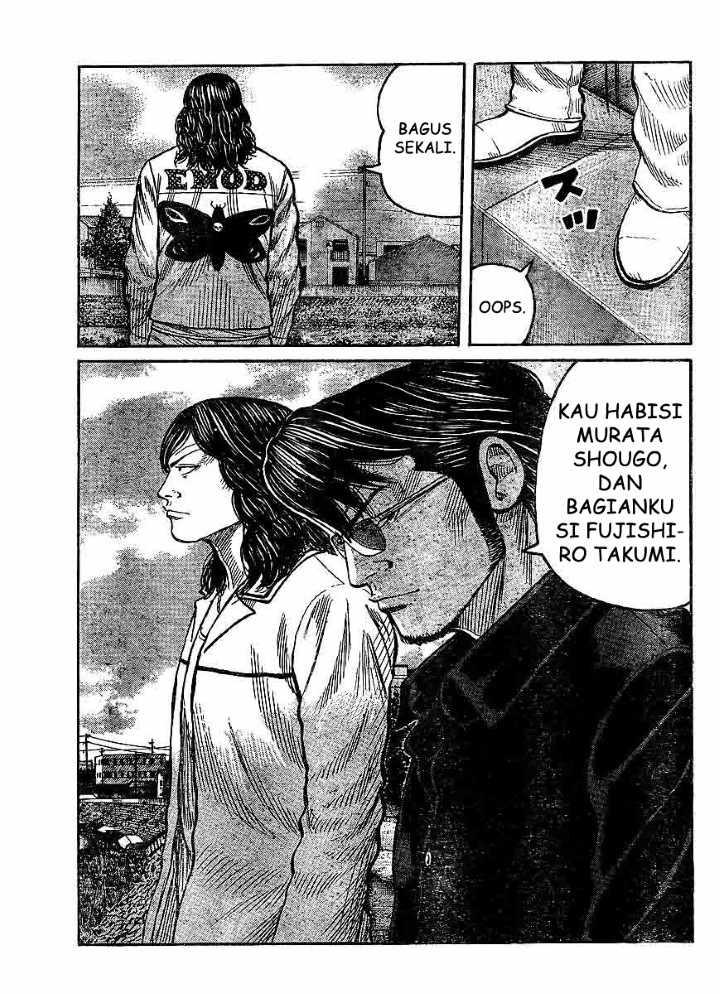 スッ
OOPS.
BAGUS
SEKALI.
EMOD
KAU HABISI
MURATA
SHOUGO,
DAN
BAGIANKU
SI FUJISHI-
RO TAKUMI.